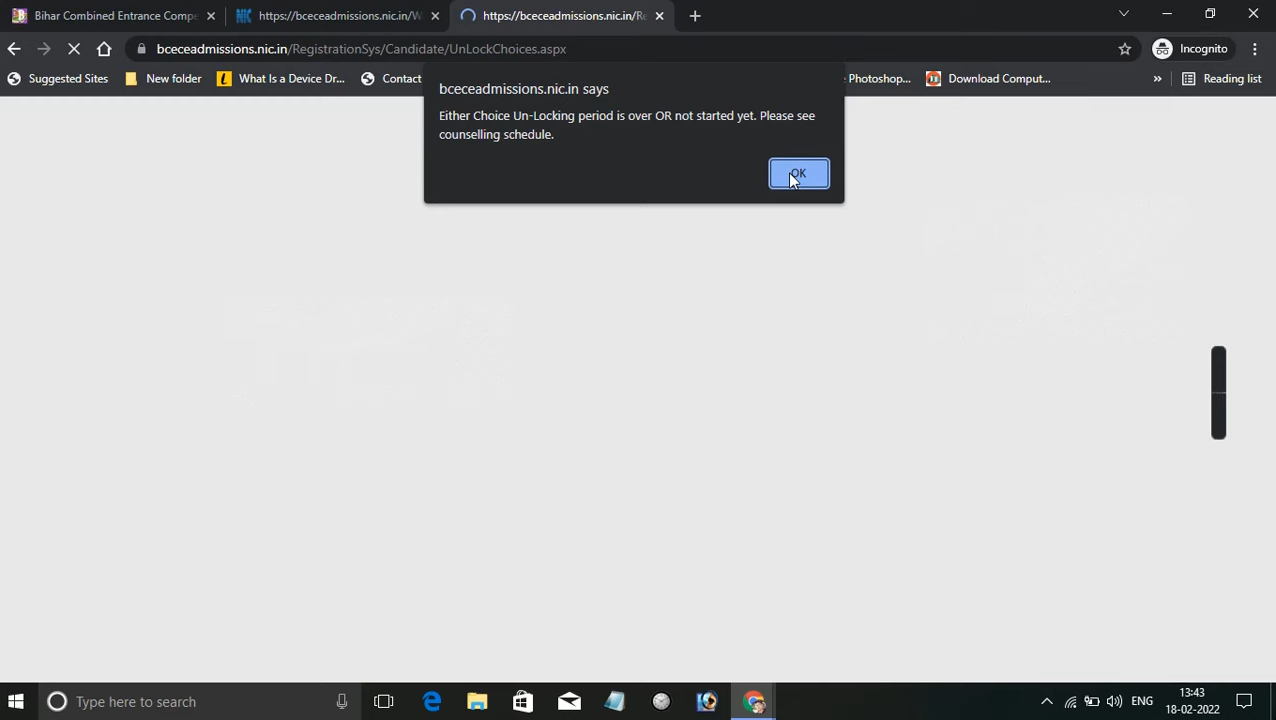 Bihar Combined Entrance Compe
https://bceceadmissions.nic.in/W
https://bceceadmissions.nic.in/Re
bceceadmissions.nic.in/RegistrationSys/Candidate/UnLockChoices.aspx
Incognito
Suggested Sites
New folder
What Is a Device Dr...
Contact
Photoshop...
Download Comput...
»
Reading list
bceceadmissions.nic.in says
Either Choice Un-Locking period is over OR not started yet. Please see
counselling schedule.
OK
Type here to search
ENG
13:43
18-02-2022